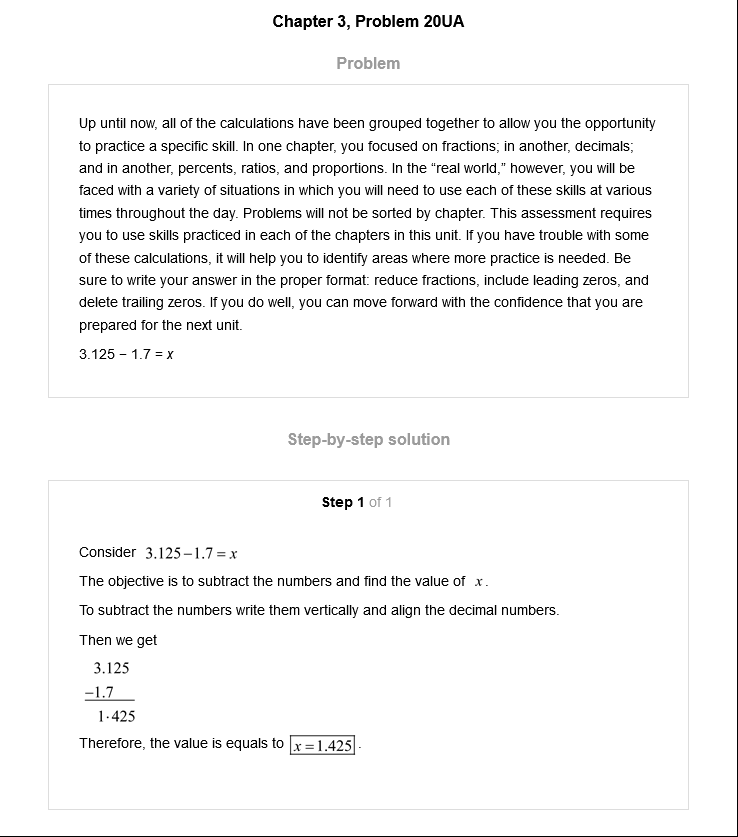 Chapter 3, Problem 20UA
Problem
Up until now, all of the calculations have been grouped together to allow you the opportunity
to practice a specific skill. In one chapter, you focused on fractions; in another, decimals;
and in another, percents, ratios, and proportions. In the “real world,” however, you will be
faced with a variety of situations in which you will need to use each of these skills at various
times throughout the day. Problems will not be sorted by chapter. This assessment requires
you to use skills practiced in each of the chapters in this unit. If you have trouble with some
of these calculations, it will help you to identify areas where more practice is needed. Be
sure to write your answer in the proper format: reduce fractions, include leading zeros, and
delete trailing zeros. If you do well, you can move forward with the confidence that you are
prepared for the next unit.
3.125 – 1.7 = x
Step-by-step solution
Step 1 of 1
Consider 3.125−1.7 = x
The objective is to subtract the numbers and find the value of x.
To subtract the numbers write them vertically and align the decimal numbers.
Then we get
3.125
−1.7
1·425
Therefore, the value is equals to x = 1.425.